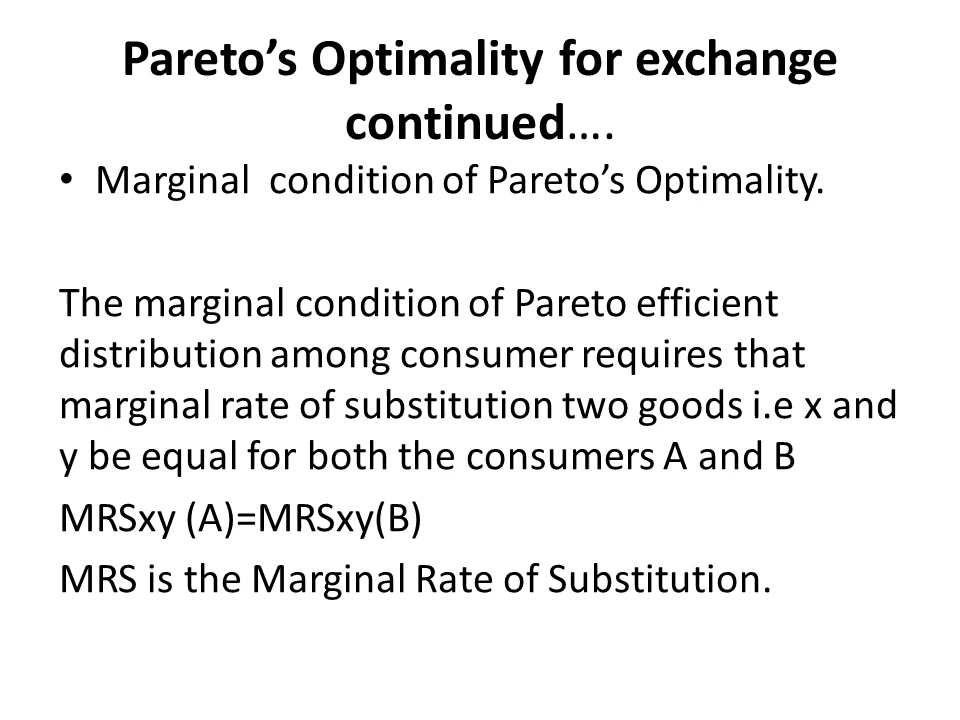 Pareto’s Optimality for exchange
continued….
• Marginal  condition of Pareto’s Optimality.
The marginal condition of Pareto efficient
distribution among consumer requires that
marginal rate of substitution two goods i.e x and
y be equal for both the consumers A and B
MRSxy (A)=MRSxy(B)
MRS is the Marginal Rate of Substitution.